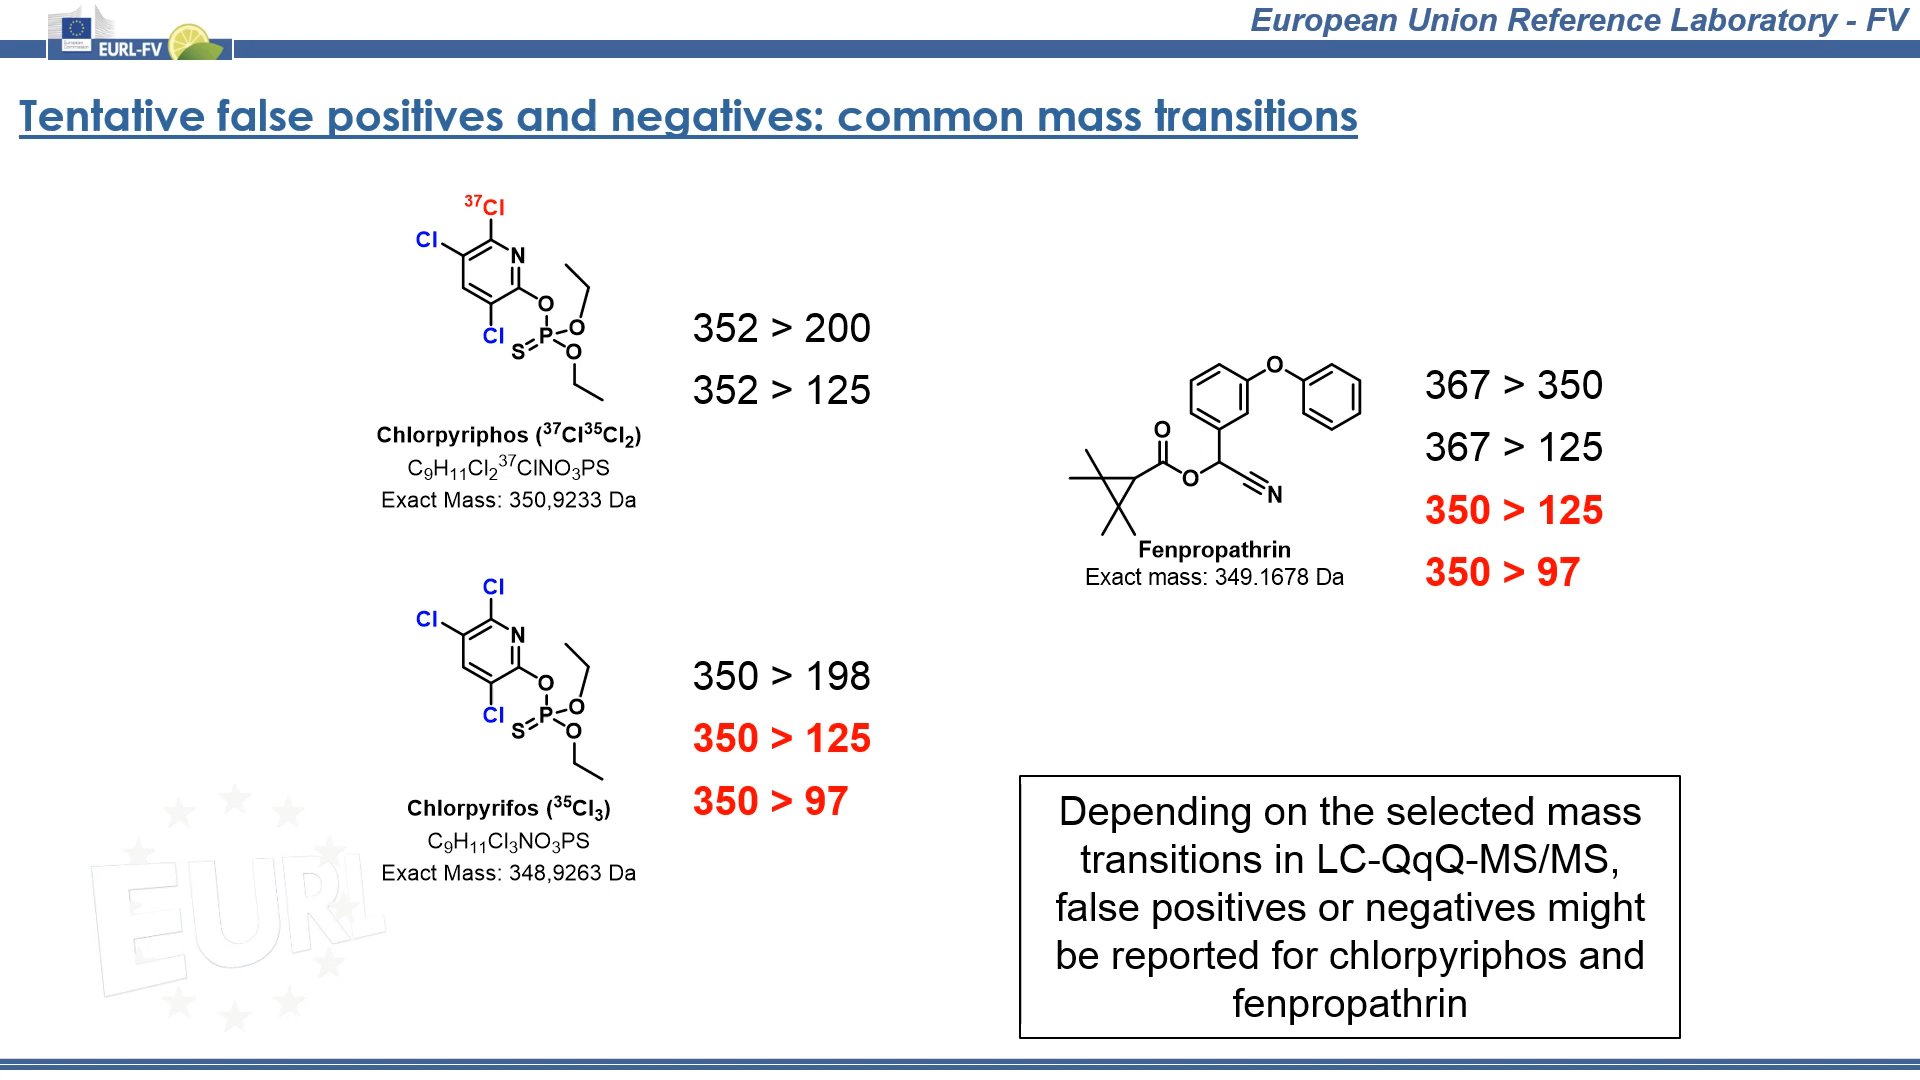 European Union Reference Laboratory - FV
European
Commission
EURL-FV
Tentative false positives and negatives: common mass transitions
³⁷Cl
Cl
N
O
Cl
P
O
S
O
352 > 200
352 > 125
Chlorpyriphos (³⁷Cl³⁵Cl₂)
C₉H₁₁Cl₂³⁷ClNO₃PS
Exact Mass: 350,9233 Da
O
O
O
N
Fenpropathrin
Exact mass: 349.1678 Da
367 > 350
367 > 125
350 > 125
350 > 97
Cl
Cl
N
O
Cl
P
O
S
O
350 > 198
350 > 125
350 > 97
Chlorpyrifos (³⁵Cl₃)
C₉H₁₁Cl₃NO₃PS
Exact Mass: 348,9263 Da
EURL
Depending on the selected mass
transitions in LC-QqQ-MS/MS,
false positives or negatives might
be reported for chlorpyriphos and
fenpropathrin